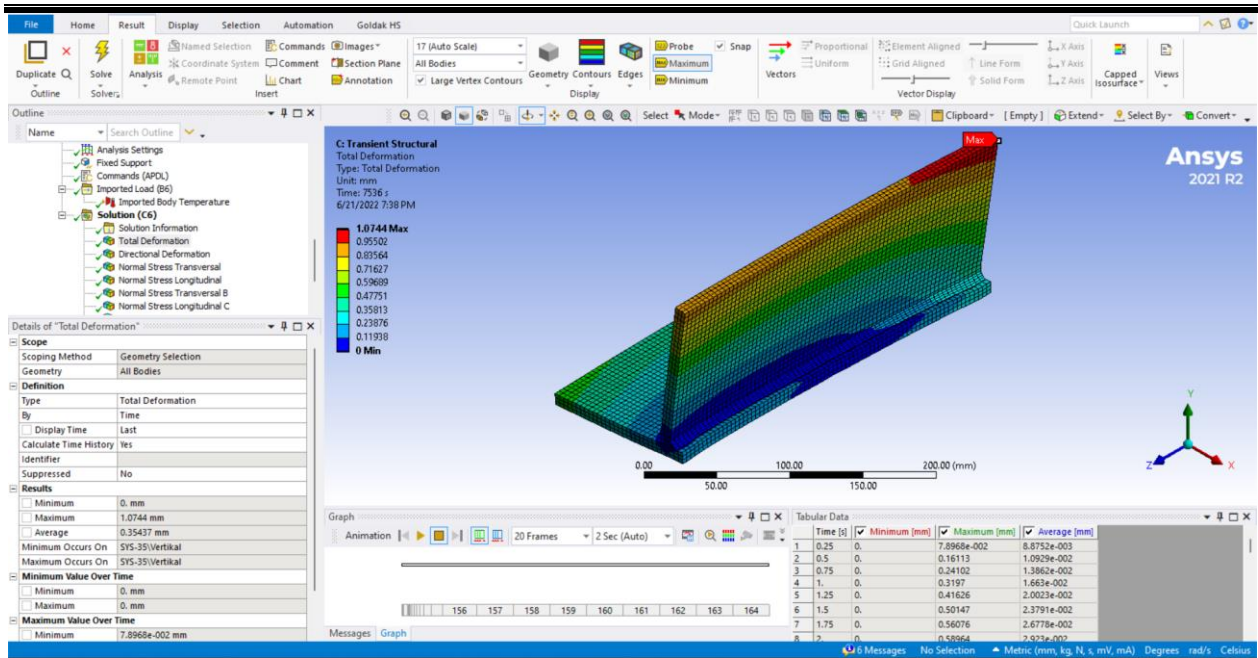 File Home Result Display Selection Automation Goldak HS Quick Launch
Duplicate Q
Outline
Solve
Solver
Analysis
Named Selection
Coordinate System
Remote Point
Commands
Comment
Chart
Images
Section Plane
Annotation
Insert
17 (Auto Scale)
All Bodies
Large Vertex Contours
Geometry Contours Edges
Display
Probe
Maximum
Minimum
Snap
Vectors
Proportional
Uniform
Element Aligned
Grid Aligned
Line Form
Solid Form
X Axis
Y Axis
Z Axis
Vector Display
Capped
Isosurface
Views
Outline
Name Search Outline
Select Mode Clipboard [Empty] Extend Select By Convert
Analysis Settings
Fixed Support
Commands (APDL)
Imported Load (B6)
Imported Body Temperature
Solution (C6)
Solution Information
Total Deformation
Directional Deformation
Normal Stress Transversal
Normal Stress Longitudinal
Normal Stress Transversal B
Normal Stress Longitudinal C
C: Transient Structural
Total Deformation
Type: Total Deformation
Unit: mm
Time: 7536 s
6/21/2022 7:38 PM
1.0744 Max
0.95502
0.83564
0.71627
0.59689
0.47751
0.35813
0.23876
0.11938
0 Min
Max
Ansys
2021 R2
Y
Z
X
0.00 100.00 200.00 (mm)
50.00 150.00
Details of "Total Deformation"
Scope
Scoping Method Geometry Selection
Geometry All Bodies
Definition
Type Total Deformation
By Time
Display Time Last
Calculate Time History Yes
Identifier
Suppressed No
Results
Minimum 0. mm
Maximum 1.0744 mm
Average 0.35437 mm
Minimum Occurs On SYS-35\Vertikal
Maximum Occurs On SYS-35\Vertikal
Minimum Value Over Time
Minimum 0. mm
Maximum 0. mm
Maximum Value Over Time
Minimum 7.8968e-002 mm
Graph
Animation 20 Frames 2 Sec (Auto)
156 157 158 159 160 161 162 163 164
Messages Graph
Tabular Data
Time [s] Minimum [mm] Maximum [mm] Average [mm]
1 0.25 0. 7.8968e-002 8.8752e-003
2 0.5 0. 0.16113 1.0929e-002
3 0.75 0. 0.24102 1.3862e-002
4 1. 0. 0.3197 1.663e-002
5 1.25 0. 0.41626 2.0023e-002
6 1.5 0. 0.50147 2.3791e-002
7 1.75 0. 0.56076 2.6778e-002
8 2. 0. 0.58964 2.923e-002
6 Messages No Selection Metric (mm, kg, N, s, mV, mA) Degrees rad/s Celsius